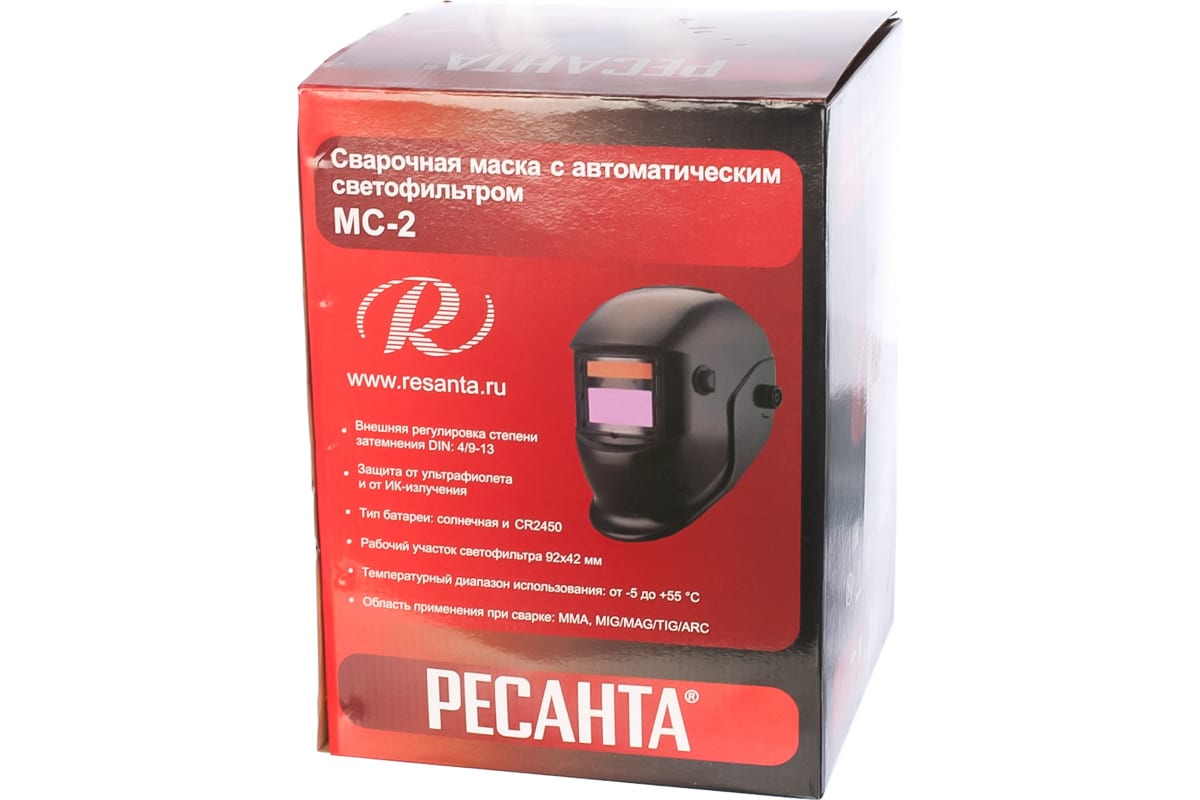 РЕСАНТА®
Сварочная маска с автоматическим
светофильтром
МС-2
R
www.resanta.ru
• Внешняя регулировка степени
затемнения DIN: 4/9-13
• Защита от ультрафиолета
и от ИК-излучения
• Тип батареи: солнечная и CR2450
• Рабочий участок светофильтра 92х42 мм
• Температурный диапазон использования: от -5 до +55 °C
• Область применения при сварке: MMA, MIG/MAG/TIG/ARC
РЕСАНТА®